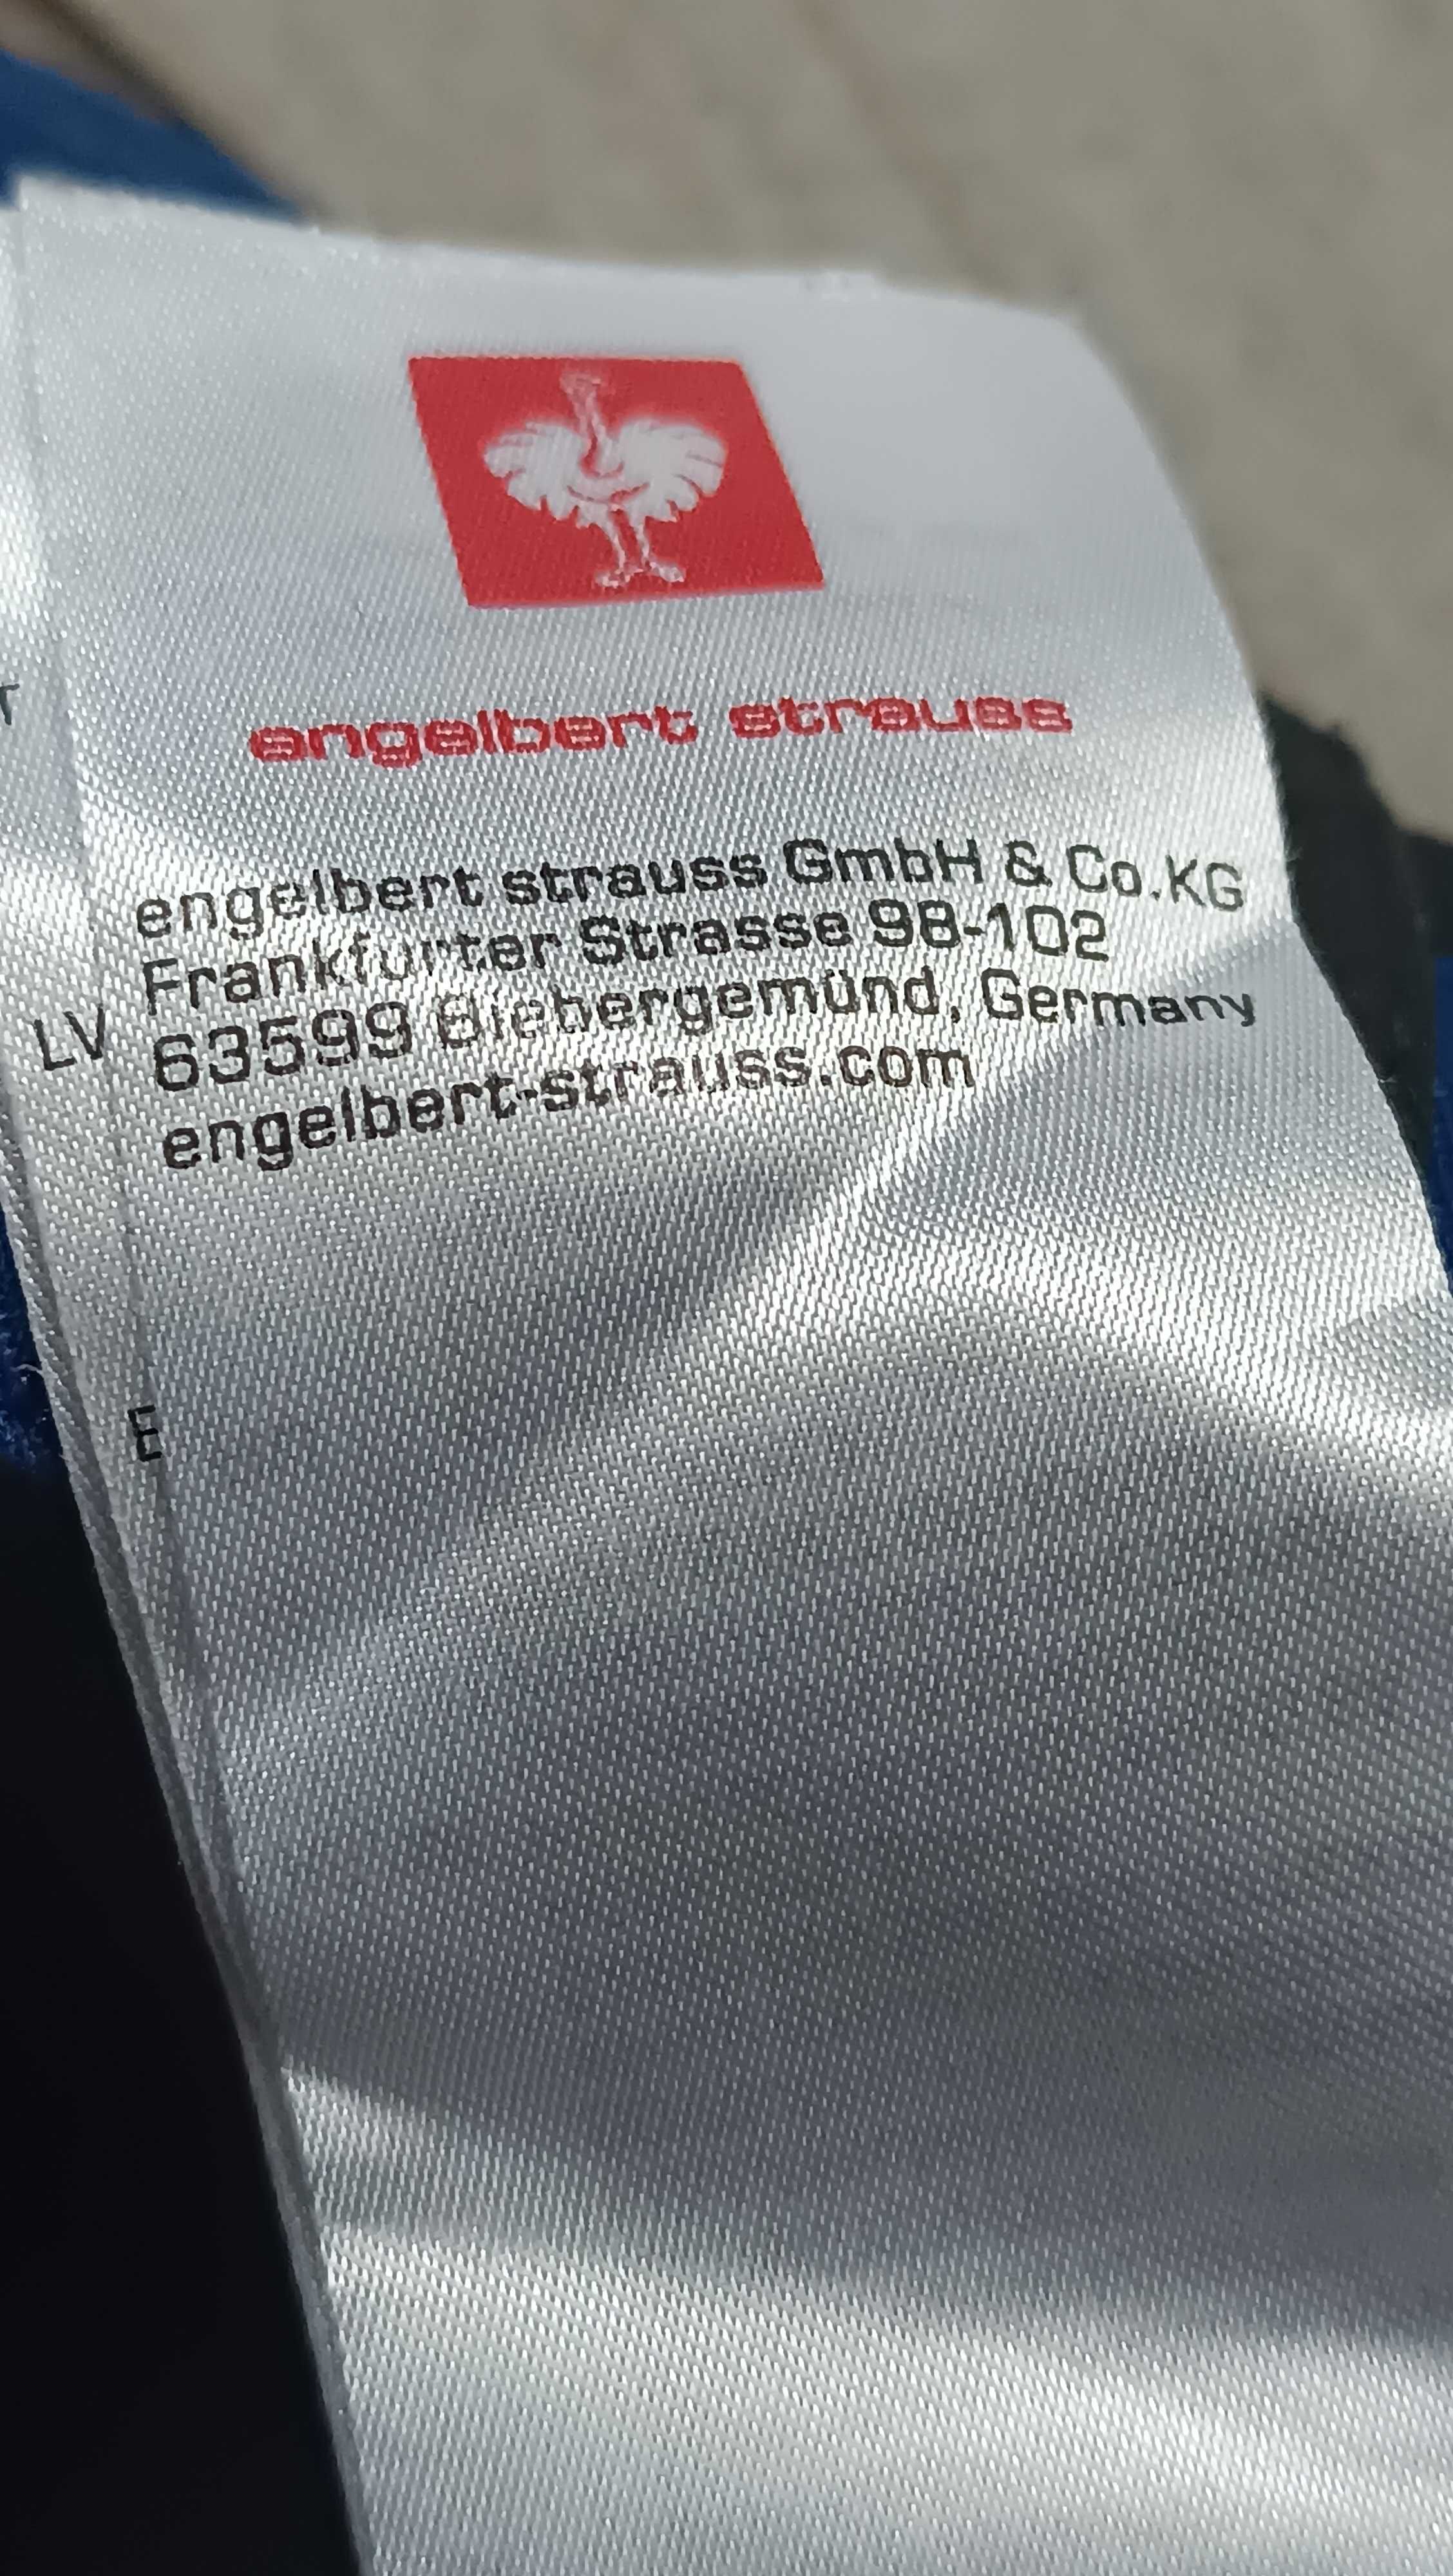 engelbert strauss
engelbert strauss GmbH & Co.KG
Frankfurter Strasse 98-102
63599 Biebergemünd, Germany
engelbert-strauss.com
LV
E